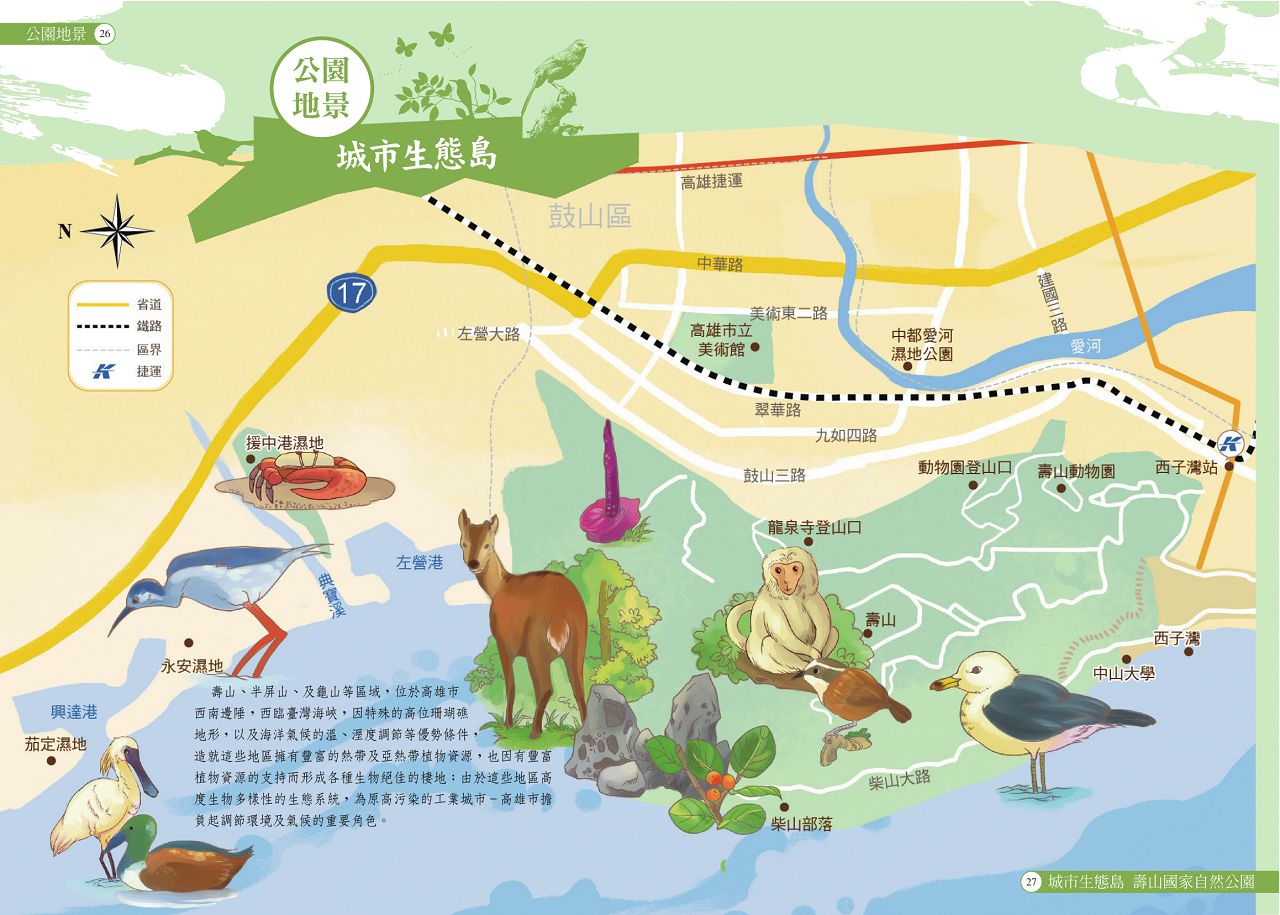 公園地景 26
公園
地景
城市生態島
N
省道
鐵路
區界
捷運
17
高雄捷運
鼓山區
中華路
建國三路
美術東二路
左營大路
高雄市立
美術館
中都愛河
濕地公園
愛河
翠華路
九如四路
鼓山三路
援中港濕地
動物園登山口
壽山動物園
西子灣站
龍泉寺登山口
左營港
典寶溪
壽山
西子灣
中山大學
永安濕地
興達港
茄定濕地
柴山大路
柴山部落
壽山、半屏山、及龜山等區域，位於高雄市
西南邊陲，西臨臺灣海峽，因特殊的高位珊瑚礁
地形，以及海洋氣候的溫、溼度調節等優勢條件，
造就這些地區擁有豐富的熱帶及亞熱帶植物資源，也因有豐富
植物資源的支持而形成各種生物絕佳的棲地；由於這些地區高
度生物多樣性的生態系統，為原高污染的工業城市－高雄市擔
負起調節環境及氣候的重要角色。
27 城市生態島 壽山國家自然公園